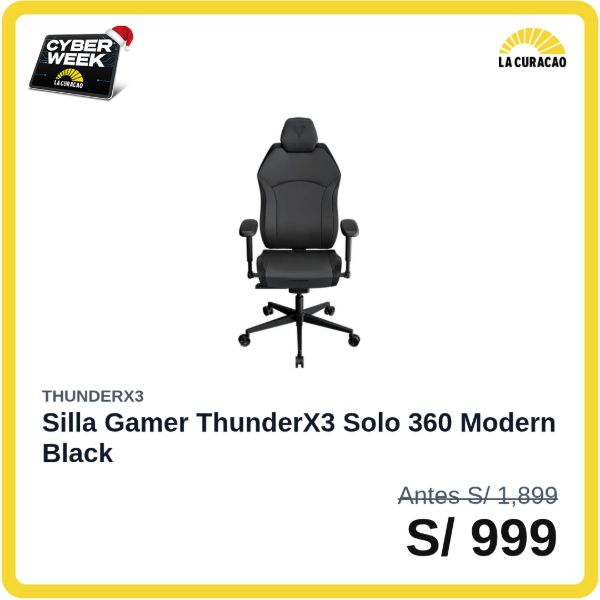 CYBER
WEEK
LA CURACAO
LA CURACAO
THUNDERX3
Silla Gamer ThunderX3 Solo 360 Modern
Black
Antes S/ 1,899
S/ 999